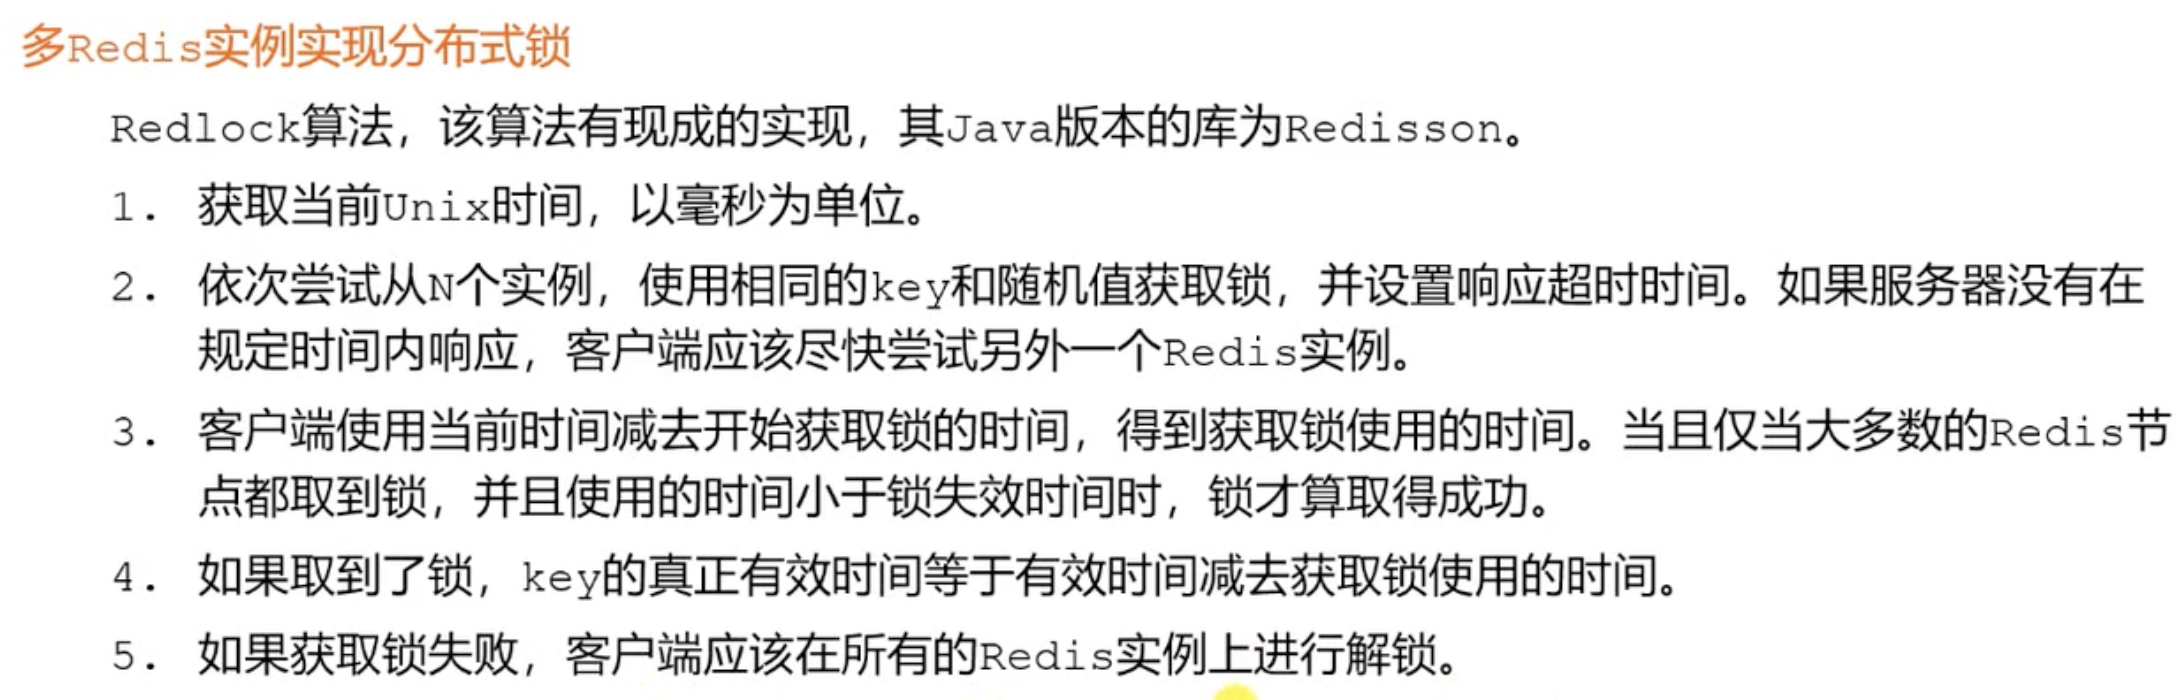 多Redis实例实现分布式锁
Redlock算法，该算法有现成的实现，其Java版本的库为Redisson。
1. 获取当前Unix时间，以毫秒为单位。
2. 依次尝试从N个实例，使用相同的key和随机值获取锁，并设置响应超时时间。如果服务器没有在
规定时间内响应，客户端应该尽快尝试另外一个Redis实例。
3. 客户端使用当前时间减去开始获取锁的时间，得到获取锁使用的时间。当且仅当大多数的Redis节
点都取到锁，并且使用的时间小于锁失效时间时，锁才算取得成功。
4. 如果取到了锁，key的真正有效时间等于有效时间减去获取锁使用的时间。
5. 如果获取锁失败，客户端应该在所有的Redis实例上进行解锁。